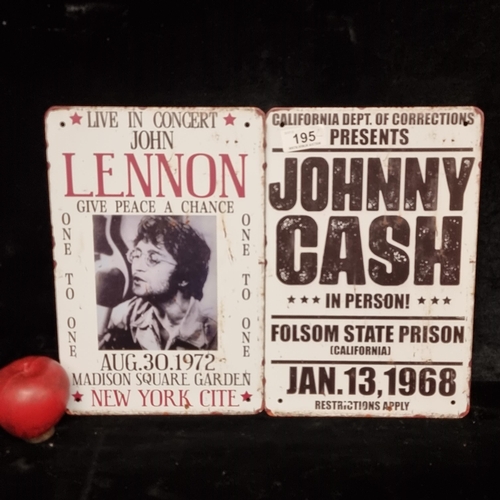 ★ LIVE IN CONCERT ★
JOHN
LENNON
GIVE PEACE A CHANCE
ONE TO ONE
ONE TO ONE
AUG.30.1972
MADISON SQUARE GARDEN
★ NEW YORK CITE ★
CALIFORNIA DEPT. OF CORRECTIONS
195
PRESENTS
JOHNNY
CASH
★★★ IN PERSON! ★★★
FOLSOM STATE PRISON
(CALIFORNIA)
JAN.13,1968
RESTRICTIONS APPLY